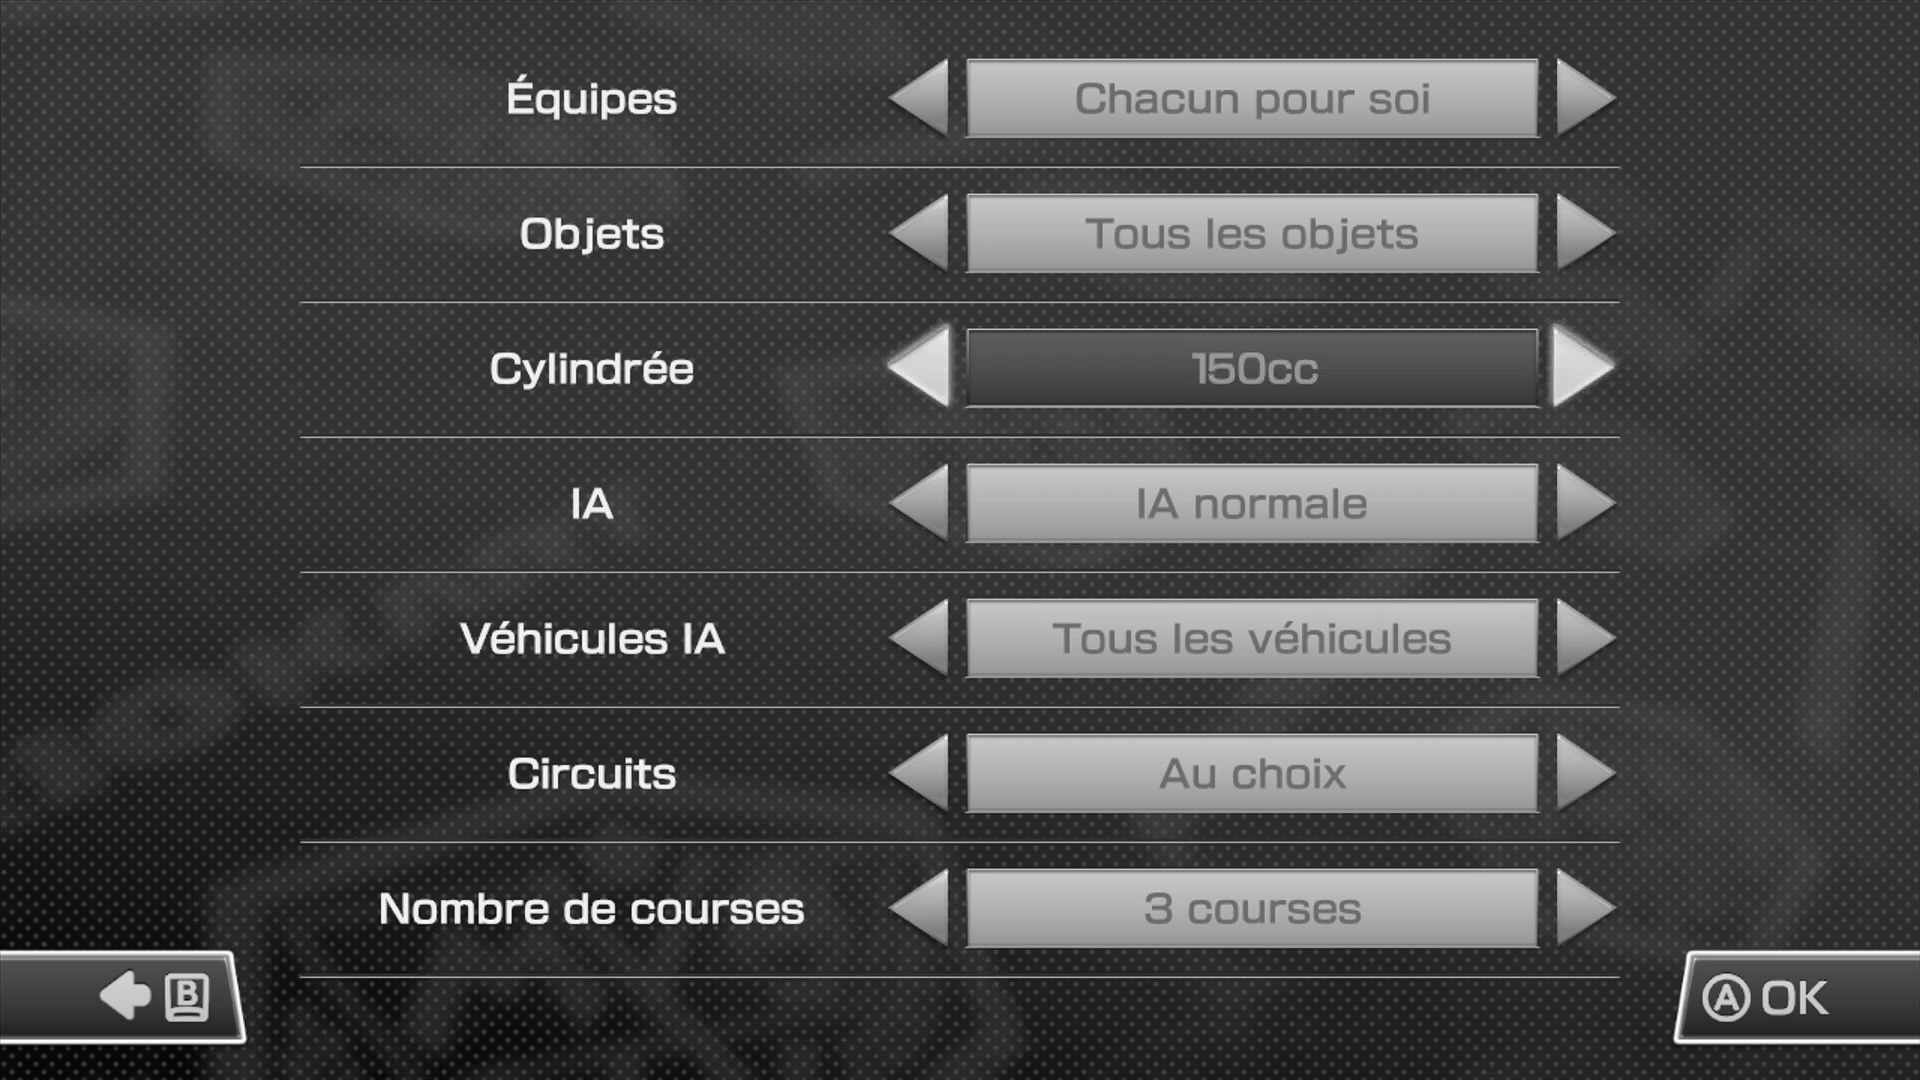 Équipes
Chacun pour soi
Objets
Tous les objets
Cylindrée
150cc
IA
IA normale
Véhicules IA
Tous les véhicules
Circuits
Au choix
Nombre de courses
3 courses
B
A OK